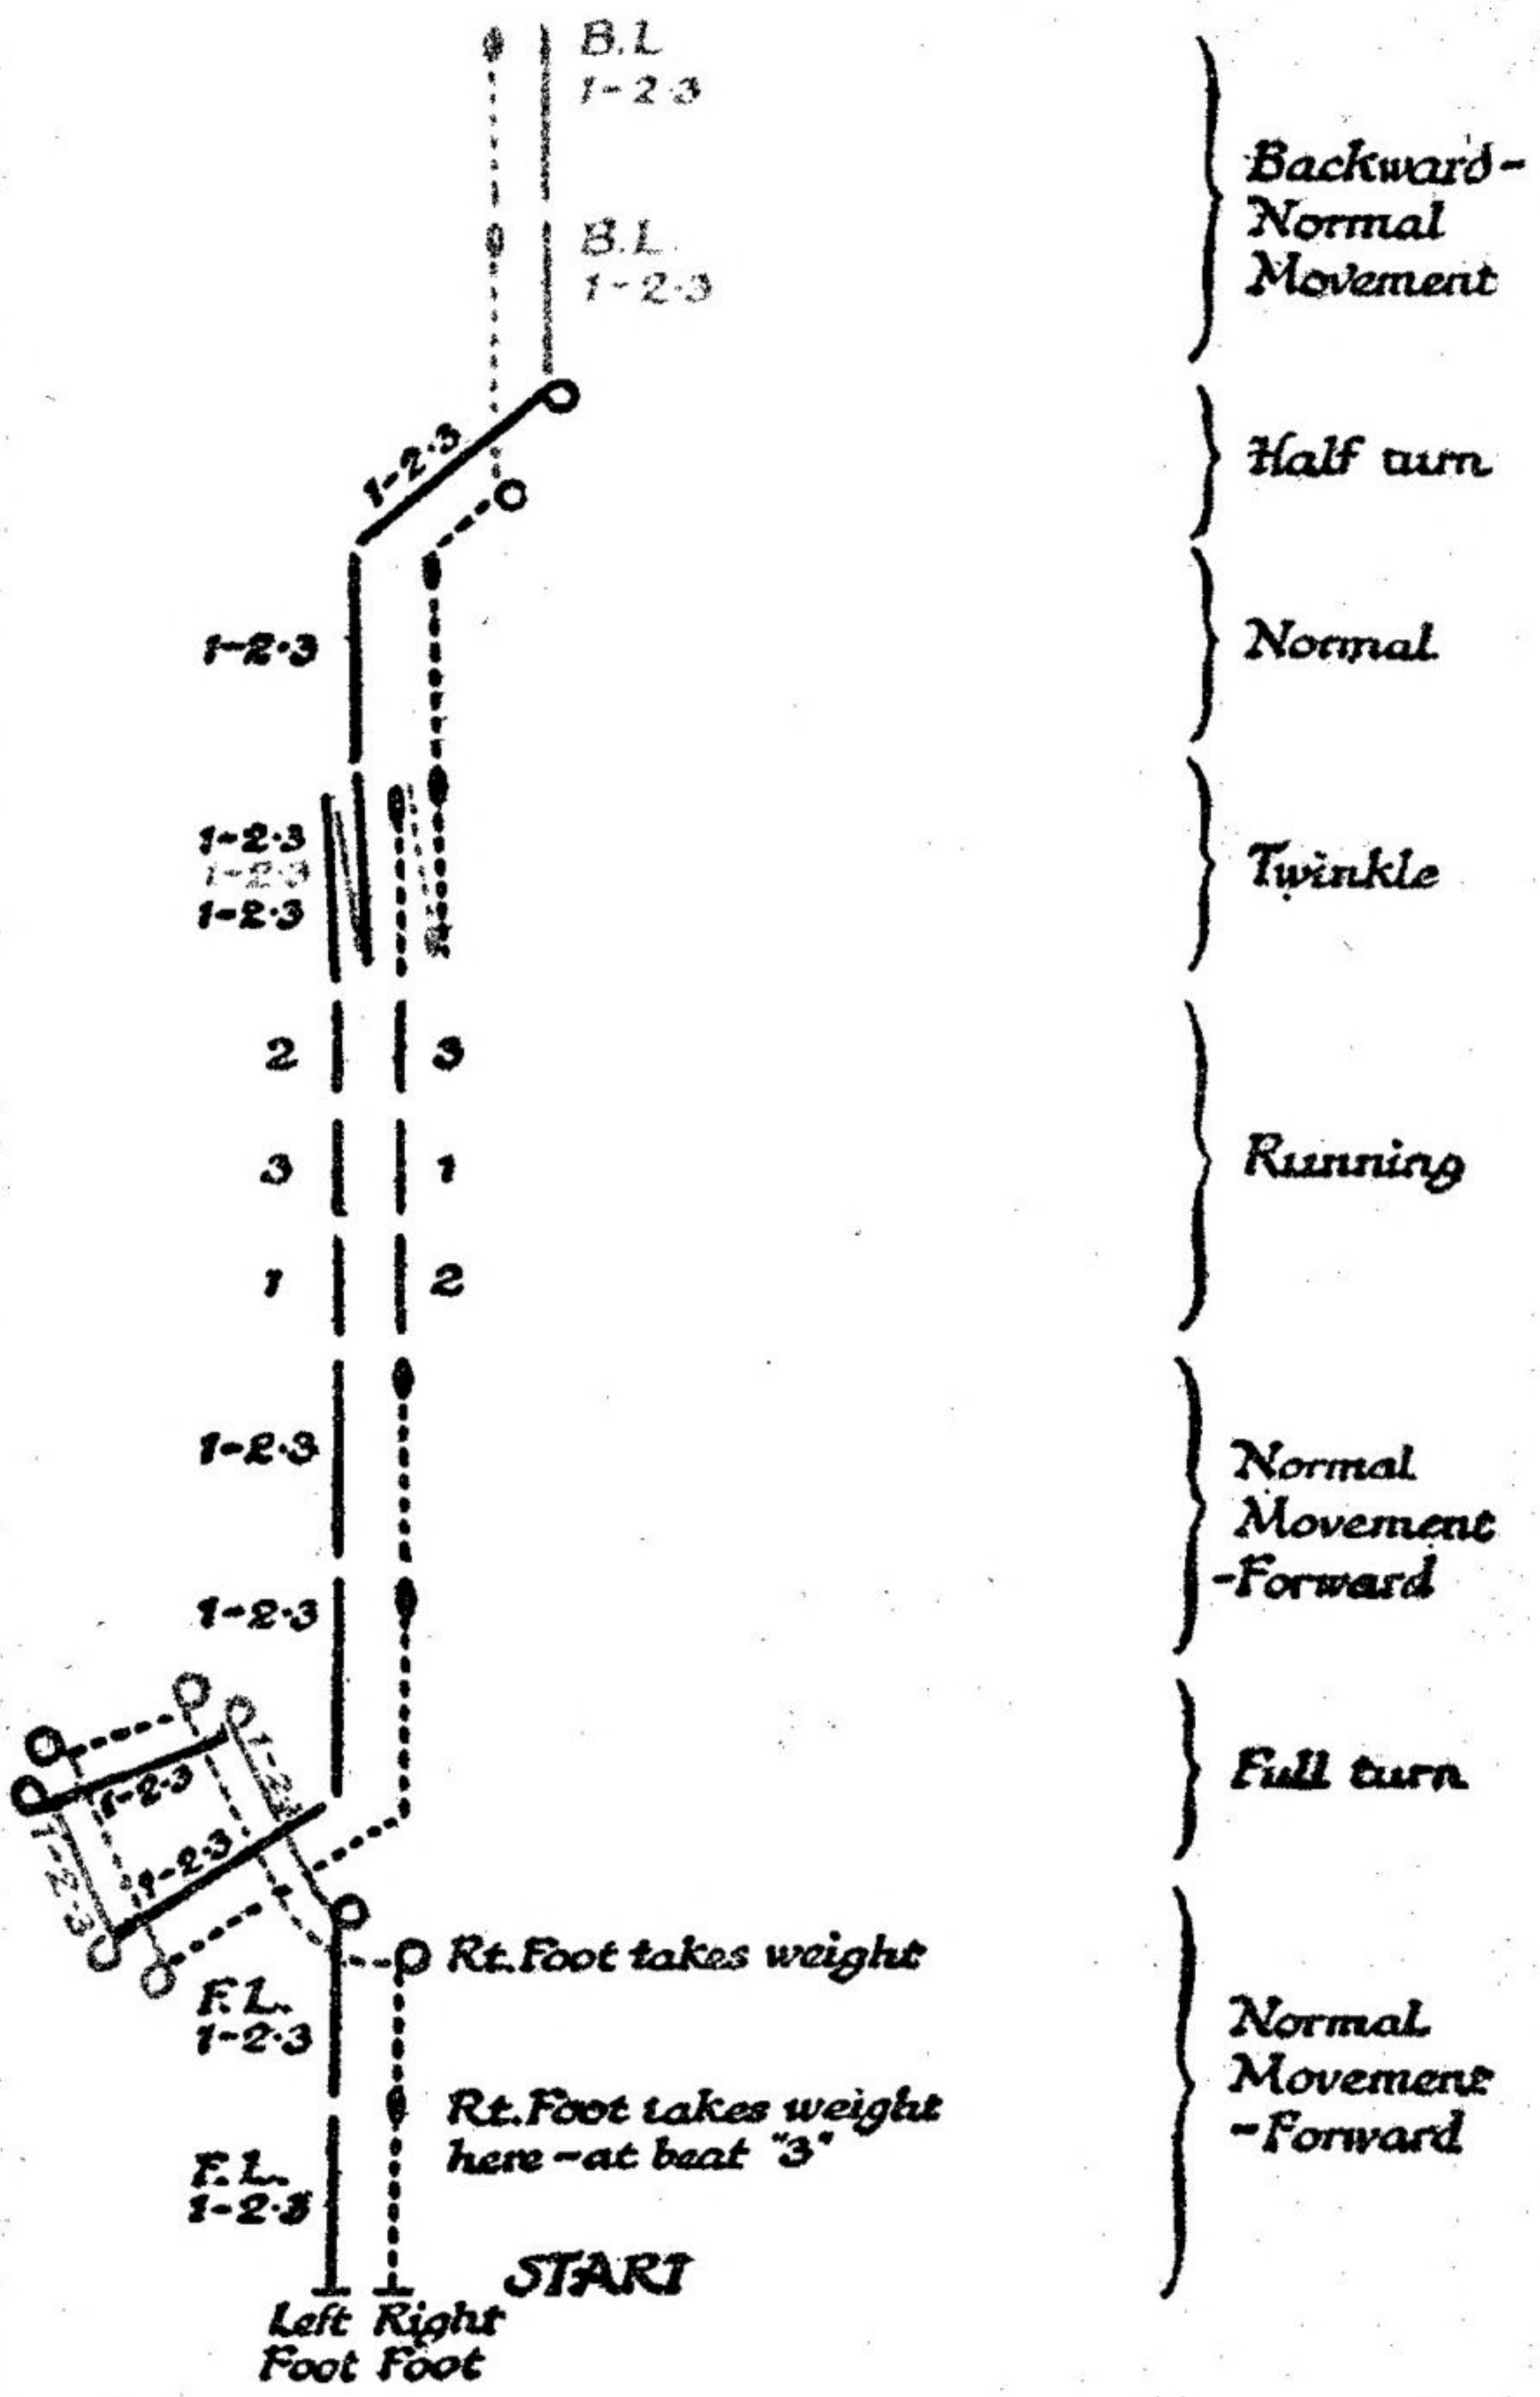 B.L
1-2-3
B.L.
1-2-3
Backward-
Normal
Movement
1-2-3
Half turn
1-2-3
Normal
1-2-3
1-2-3
1-2-3
Twinkle
2 3
3 1
1 2
Running
1-2-3
1-2-3
Normal
Movement
-Forward
1-2-3
1-2-3
1-2-3
Full turn
Rt. Foot takes weight
F.L.
1-2-3
Rt. Foot takes weight
here - at beat "3"
F.L.
1-2-3
Normal
Movement
-Forward
START
Left Right
Foot Foot